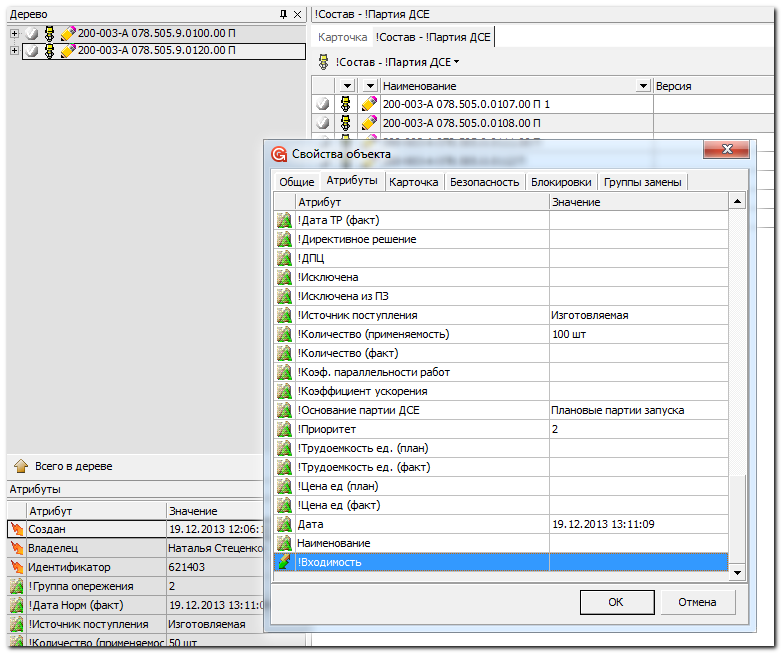 Дерево
200-003-А 078.505.9.0100.00 П
200-003-А 078.505.9.0120.00 П
!Состав - !Партия ДСЕ
Карточка !Состав - !Партия ДСЕ
!Состав - !Партия ДСЕ
Наименование Версия
200-003-А 078.505.0.0107.00 П 1
200-003-А 078.505.0.0108.00 П
Свойства объекта
Общие Атрибуты Карточка Безопасность Блокировки Группы замены
Атрибут Значение
!Дата ТР (факт)
!Директивное решение
!ДПЦ
!Исключена
!Исключена из ПЗ
!Источник поступления Изготовляемая
!Количество (применяемость) 100 шт
!Количество (факт)
!Коэф. параллельности работ
!Коэффициент ускорения
!Основание партии ДСЕ Плановые партии запуска
!Приоритет 2
!Трудоемкость ед. (план)
!Трудоемкость ед. (факт)
!Цена ед (план)
!Цена ед (факт)
Дата 19.12.2013 13:11:09
Наименование
!Входимость
ОК Отмена
Всего в дереве
Атрибуты
Атрибут Значение
Создан 19.12.2013 12:06:
Владелец Наталья Стеценко
Идентификатор 621403
!Группа опережения 2
!Дата Норм (факт) 19.12.2013 13:11:0
!Источник поступления Изготовляемая
!Количество (применяемос 50 шт